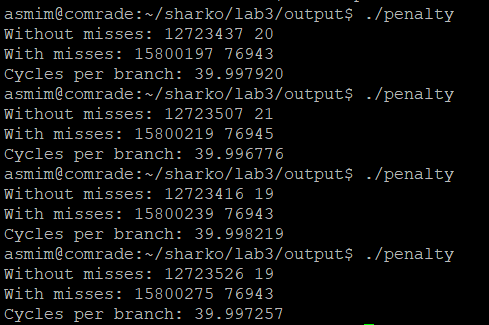 asmim@comrade:~/sharko/lab3/output$ ./penalty
Without misses: 12723437 20
With misses: 15800197 76943
Cycles per branch: 39.997920
asmim@comrade:~/sharko/lab3/output$ ./penalty
Without misses: 12723507 21
With misses: 15800219 76945
Cycles per branch: 39.996776
asmim@comrade:~/sharko/lab3/output$ ./penalty
Without misses: 12723416 19
With misses: 15800239 76943
Cycles per branch: 39.998219
asmim@comrade:~/sharko/lab3/output$ ./penalty
Without misses: 12723526 19
With misses: 15800275 76943
Cycles per branch: 39.997257